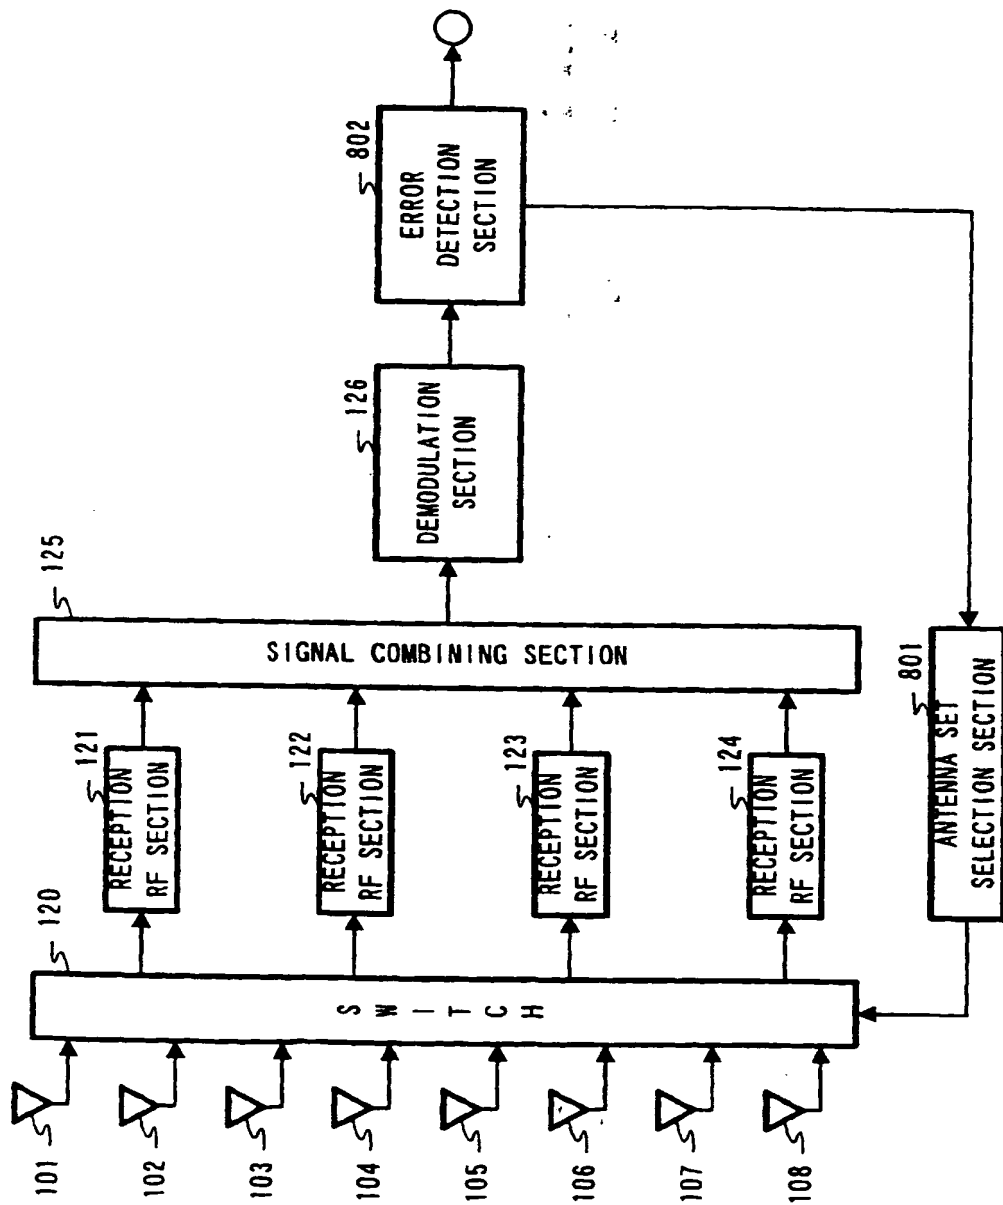 101
102
103
104
105
106
107
108
120
SWITCH
121
RECEPTION
RF SECTION
122
RECEPTION
RF SECTION
123
RECEPTION
RF SECTION
124
RECEPTION
RF SECTION
125
SIGNAL COMBINING SECTION
126
DEMODULATION
SECTION
802
ERROR
DETECTION
SECTION
801
ANTENNA SET
SELECTION SECTION